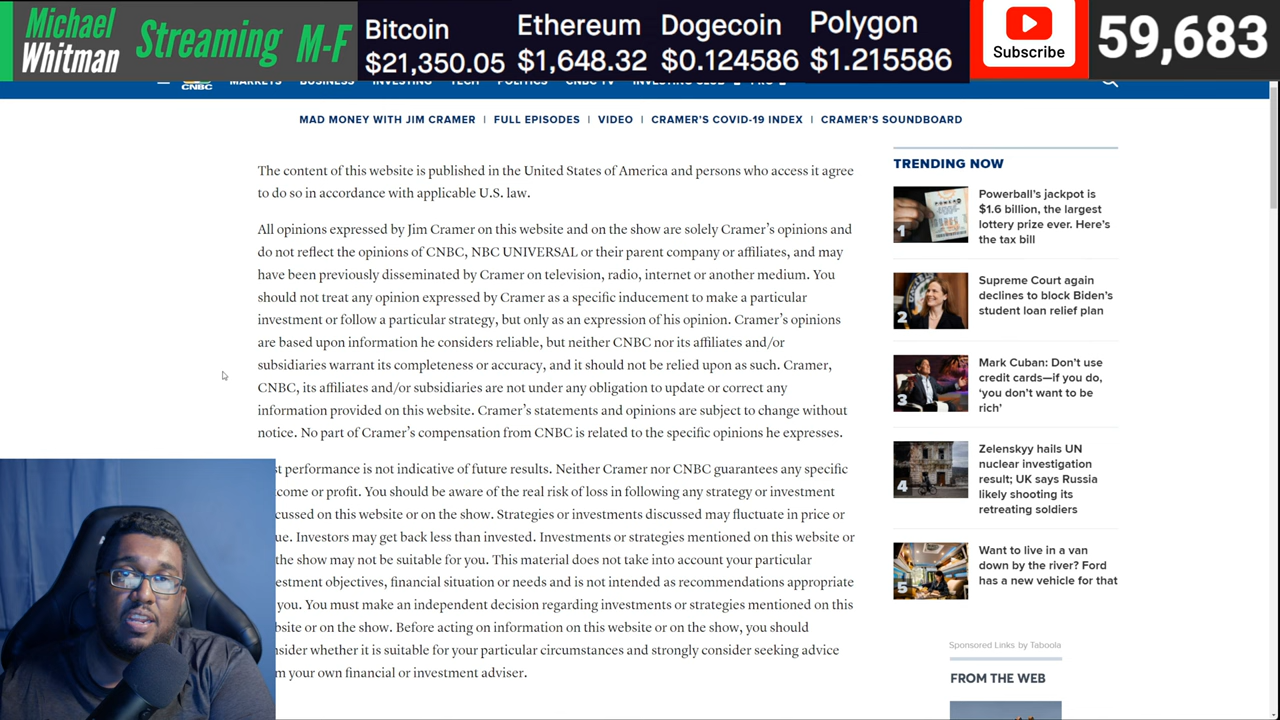 Michael
Whitman
Streaming M-F
Bitcoin
$21,350.05
Ethereum
$1,648.32
Dogecoin
$0.124586
Polygon
$1.215586
Subscribe
59,683
CNBC
MARKETS BUSINESS INVESTING TECH POLITICS CNBC TV INVESTING CLUB PRO
MAD MONEY WITH JIM CRAMER | FULL EPISODES | VIDEO | CRAMER'S COVID-19 INDEX | CRAMER'S SOUNDBOARD
The content of this website is published in the United States of America and persons who access it agree
to do so in accordance with applicable U.S. law.
All opinions expressed by Jim Cramer on this website and on the show are solely Cramer's opinions and
do not reflect the opinions of CNBC, NBC UNIVERSAL or their parent company or affiliates, and may
have been previously disseminated by Cramer on television, radio, internet or another medium. You
should not treat any opinion expressed by Cramer as a specific inducement to make a particular
investment or follow a particular strategy, but only as an expression of his opinion. Cramer's opinions
are based upon information he considers reliable, but neither CNBC nor its affiliates and/or
subsidiaries warrant its completeness or accuracy, and it should not be relied upon as such. Cramer,
CNBC, its affiliates and/or subsidiaries are not under any obligation to update or correct any
information provided on this website. Cramer's statements and opinions are subject to change without
notice. No part of Cramer's compensation from CNBC is related to the specific opinions he expresses.
performance is not indicative of future results. Neither Cramer nor CNBC guarantees any specific
or profit. You should be aware of the real risk of loss in following any strategy or investment
on this website or on the show. Strategies or investments discussed may fluctuate in price or
Investors may get back less than invested. Investments or strategies mentioned on this website or
the show may not be suitable for you. This material does not take into account your particular
objectives, financial situation or needs and is not intended as recommendations appropriate
you. You must make an independent decision regarding investments or strategies mentioned on this
or on the show. Before acting on information on this website or on the show, you should
whether it is suitable for your particular circumstances and strongly consider seeking advice
your own financial or investment adviser.
TRENDING NOW
1
Powerball's jackpot is
$1.6 billion, the largest
lottery prize ever. Here's
the tax bill
2
Supreme Court again
declines to block Biden's
student loan relief plan
3
Mark Cuban: Don't use
credit cards—if you do,
'you don't want to be
rich'
4
Zelenskyy hails UN
nuclear investigation
result; UK says Russia
likely shooting its
retreating soldiers
5
Want to live in a van
down by the river? Ford
has a new vehicle for that
Sponsored Links by Taboola
FROM THE WEB